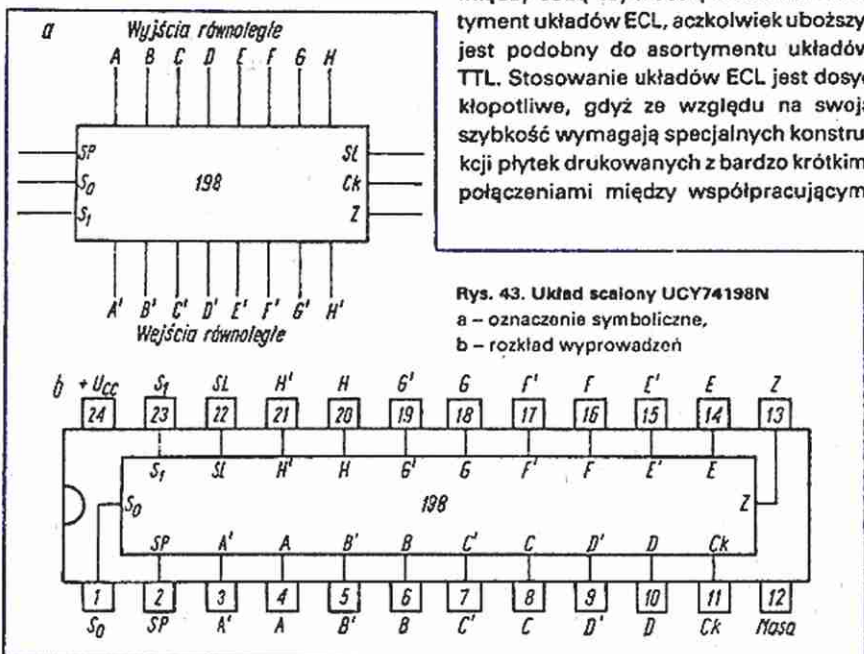 tyment układów ECL, aczkolwiek uboższy,
jest podobny do asortymentu układów
TTL. Stosowanie układów ECL jest dosyć
kłopotliwe, gdyż ze względu na swoją
szybkość wymagają specjalnych konstru-
kcji płytek drukowanych z bardzo krótkimi
połączeniami między współpracującymi
a Wyjścia równoległe
A B C D E F G H
SP SL
S0 198 Ck
S1 Z
A' B' C' D' E' F' G' H'
Wejścia równoległe
Rys. 43. Układ scalony UCY74198N
a – oznaczenie symboliczne,
b – rozkład wyprowadzeń
b + UCC S1 SL H' H G' G F' F E' E Z
24 23 22 21 20 19 18 17 16 15 14 13
S1 SL H' H G' G F' F E' E
S0 198 Z
SP A' A B' B C' C D' D Ck
1 2 3 4 5 6 7 8 9 10 11 12
S0 SP A' A B' B C' C D' D Ck Masa